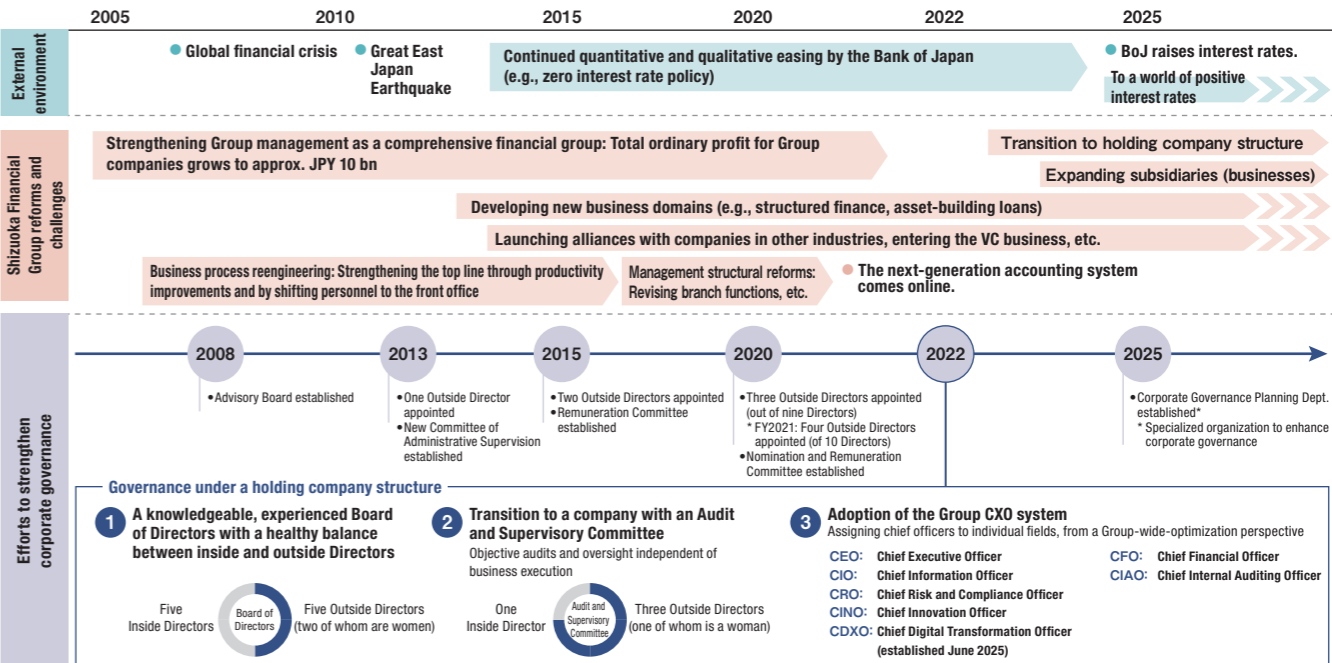 2005
2010
2015
2020
2022
2025
External
environment
Global financial crisis
Great East
Japan
Earthquake
Continued quantitative and qualitative easing by the Bank of Japan
(e.g., zero interest rate policy)
BoJ raises interest rates.
To a world of positive
interest rates
Shizuoka Financial
Group reforms and
challenges
Strengthening Group management as a comprehensive financial group: Total ordinary profit for Group
companies grows to approx. JPY 10 bn
Transition to holding company structure
Expanding subsidiaries (businesses)
Developing new business domains (e.g., structured finance, asset-building loans)
Launching alliances with companies in other industries, entering the VC business, etc.
Business process reengineering: Strengthening the top line through productivity
improvements and by shifting personnel to the front office
Management structural reforms:
Revising branch functions, etc.
The next-generation accounting system
comes online.
Efforts to strengthen
corporate governance
2008
•Advisory Board established
2013
•One Outside Director
appointed
•New Committee of
Administrative Supervision
established
2015
•Two Outside Directors appointed
•Remuneration Committee
established
2020
•Three Outside Directors appointed
(out of nine Directors)
* FY2021: Four Outside Directors
appointed (of 10 Directors)
•Nomination and Remuneration
Committee established
2022
2025
•Corporate Governance Planning Dept.
established*
* Specialized organization to enhance
corporate governance
Governance under a holding company structure
1
A knowledgeable, experienced Board
of Directors with a healthy balance
between inside and outside Directors
Five
Inside Directors
Board of
Directors
Five Outside Directors
(two of whom are women)
2
Transition to a company with an Audit
and Supervisory Committee
Objective audits and oversight independent of
business execution
One
Inside Director
Audit and
Supervisory
Committee
Three Outside Directors
(one of whom is a woman)
3
Adoption of the Group CXO system
Assigning chief officers to individual fields, from a Group-wide-optimization perspective
CEO: Chief Executive Officer
CIO: Chief Information Officer
CRO: Chief Risk and Compliance Officer
CINO: Chief Innovation Officer
CDXO: Chief Digital Transformation Officer
(established June 2025)
CFO: Chief Financial Officer
CIAO: Chief Internal Auditing Officer